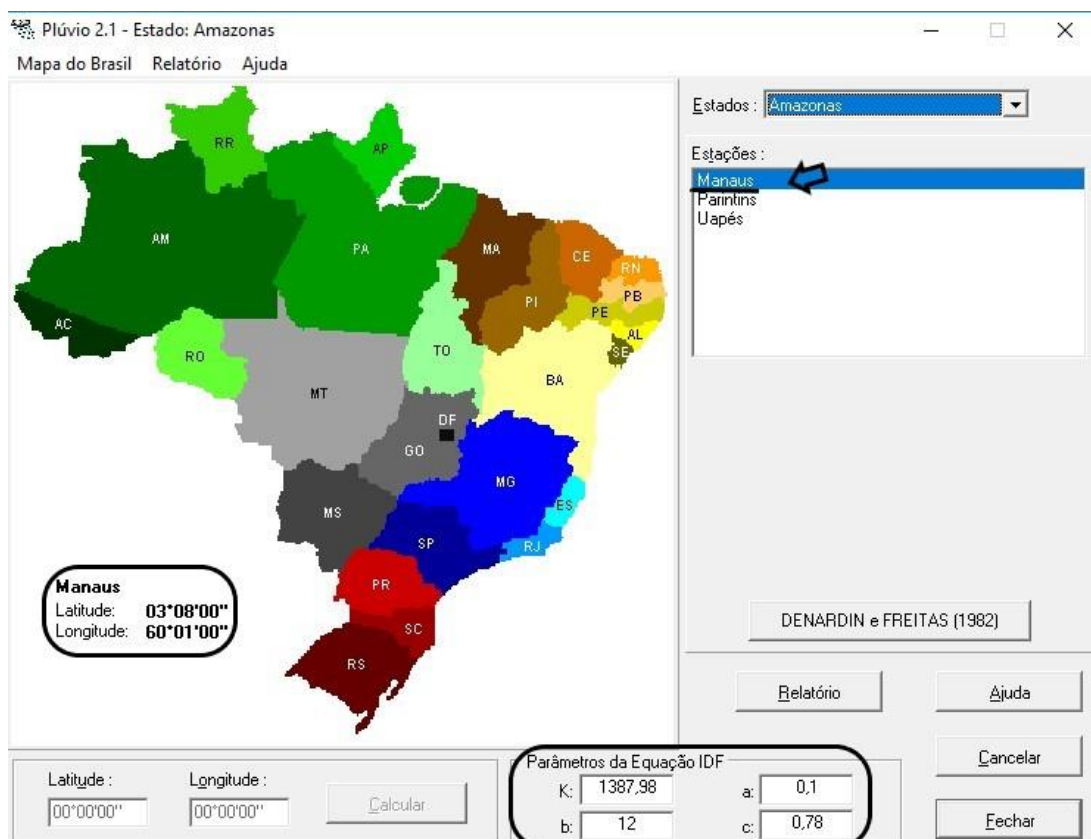 Plúvio 2.1 - Estado: Amazonas
Mapa do Brasil Relatório Ajuda
Estados : Amazonas
Estações :
Manaus
Parintins
Uapés
RR
AP
AM
PA
MA
CE
RN
PB
PI
PE
AL
SE
AC
RO
TO
BA
MT
DF
GO
MG
MS
ES
SP
RJ
PR
SC
RS
Manaus
Latitude: 03°08'00"
Longitude: 60°01'00"
DENARDIN e FREITAS (1982)
Relatório Ajuda
Cancelar
Fechar
Latitude : Longitude :
00°00'00" 00°00'00" Calcular
Parâmetros da Equação IDF
K: 1387,98 a: 0,1
b: 12 c: 0,78